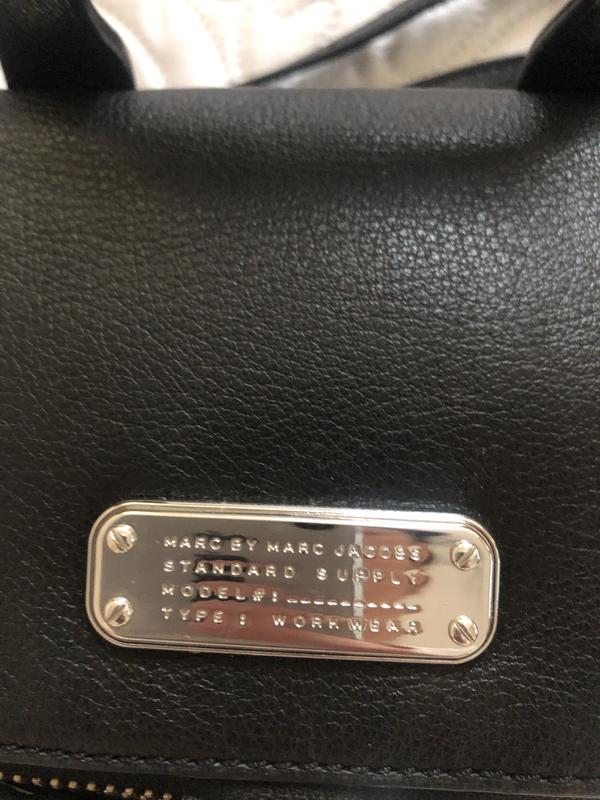 MARC BY MARC JACOBS
STANDARD SUPPLY
MODEL#:
TYPE : WORKWEAR